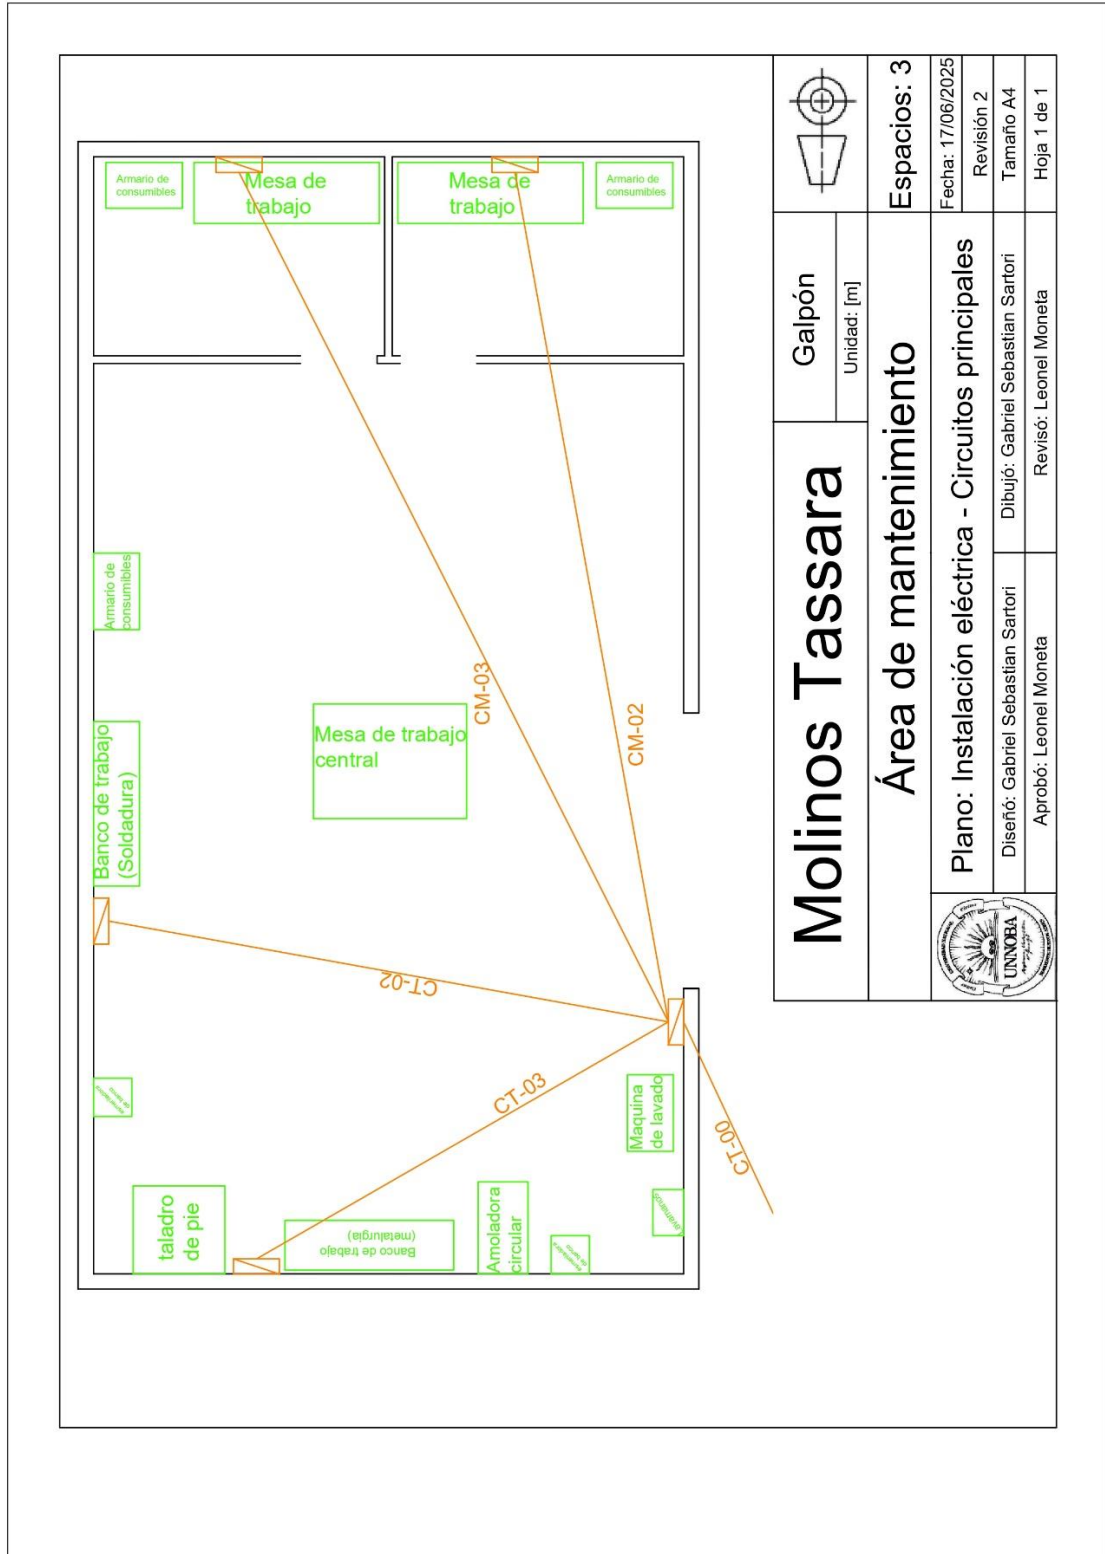 Armario de
consumibles
Mesa de
trabajo
Mesa de
trabajo
Armario de
consumibles
Armario de
consumibles
CM-03
CM-02
Mesa de trabajo
central
Banco de trabajo
(Soldadura)
CT-02
CT-03
CT-00
Maquina
de lavado
taladro
de pie
Banco de trabajo
(metalurgia)
Amoladora
circular
lavamanos
Molinos Tassara
Galpón
Unidad: [m]
Área de mantenimiento
Espacios: 3
Plano: Instalación eléctrica - Circuitos principales
Fecha: 17/06/2025
Revisión 2
Diseñó: Gabriel Sebastian Sartori
Dibujó: Gabriel Sebastian Sartori
Tamaño A4
Aprobó: Leonel Moneta
Revisó: Leonel Moneta
Hoja 1 de 1
UNNOBA